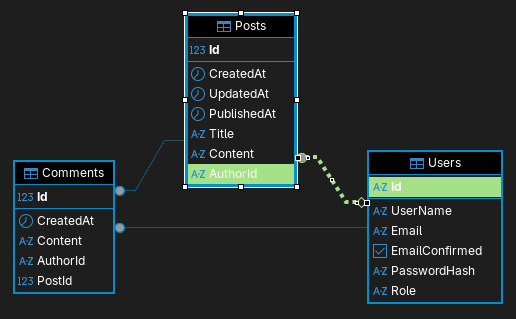 Posts
123 Id
CreatedAt
UpdatedAt
PublishedAt
A-Z Title
A-Z Content
A-Z AuthorId
Comments
123 Id
CreatedAt
A-Z Content
A-Z AuthorId
123 PostId
Users
A-Z Id
A-Z UserName
A-Z Email
EmailConfirmed
A-Z PasswordHash
A-Z Role